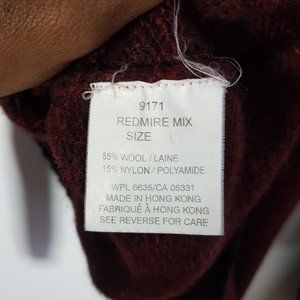 9171
REDMIRE MIX
SIZE L
85% WOOL / LAINE
15% NYLON / POLYAMIDE
WPL 6635/CA 05331
MADE IN HONG KONG
FABRIQUÉ À HONG KONG
SEE REVERSE FOR CARE